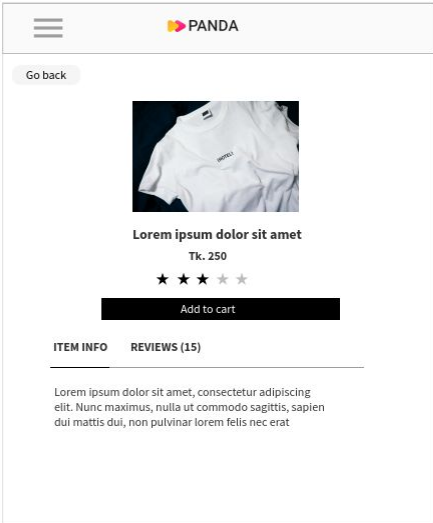 PANDA
Go back
Lorem ipsum dolor sit amet
Tk. 250
Add to cart
ITEM INFO REVIEWS (15)
Lorem ipsum dolor sit amet, consectetur adipiscing
elit. Nunc maximus, nulla ut commodo sagittis, sapien
dui mattis dui, non pulvinar lorem felis nec erat